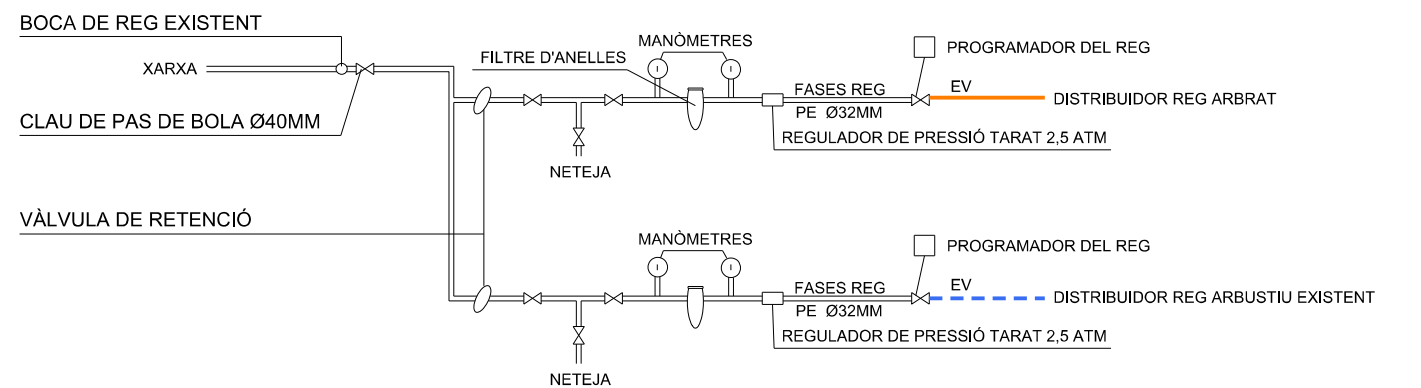 BOCA DE REG EXISTENT
XARXA
CLAU DE PAS DE BOLA Ø40MM
VÀLVULA DE RETENCIÓ
FILTRE D'ANELLES
MANÒMETRES
PROGRAMADOR DEL REG
FASES REG
PE Ø32MM
EV
DISTRIBUIDOR REG ARBRAT
REGULADOR DE PRESSIÓ TARAT 2,5 ATM
NETEJA
MANÒMETRES
PROGRAMADOR DEL REG
FASES REG
PE Ø32MM
EV
DISTRIBUIDOR REG ARBUSTIU EXISTENT
REGULADOR DE PRESSIÓ TARAT 2,5 ATM
NETEJA